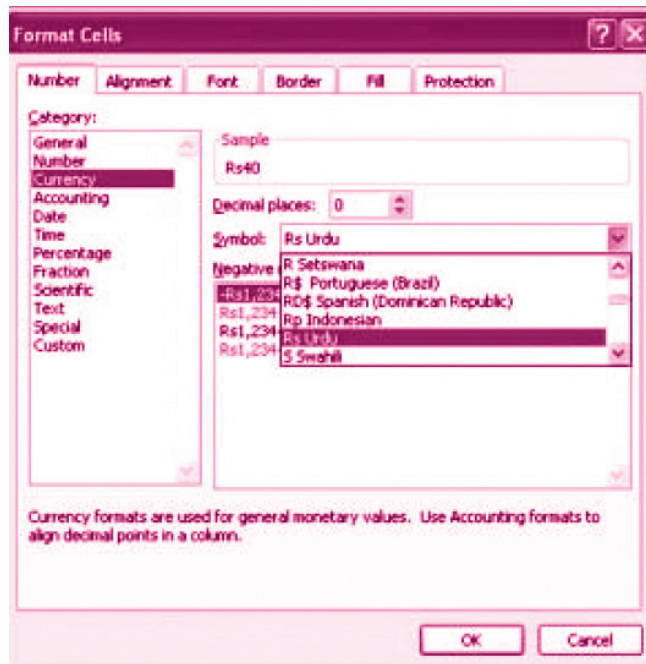 Format Cells
Number Alignment Font Border Fill Protection
Category:
General
Number
Currency
Accounting
Date
Time
Percentage
Fraction
Scientific
Text
Special
Custom
Sample
Rs40
Decimal places: 0
Symbol: Rs Urdu
R Setswana
R$ Portuguese (Brazil)
RD$ Spanish (Dominican Republic)
Rp Indonesian
Rs Urdu
S Swahili
Negative
-Rs1,234
Rs1,234
Rs1,234
Rs1,234
Currency formats are used for general monetary values. Use Accounting formats to
align decimal points in a column.
OK Cancel